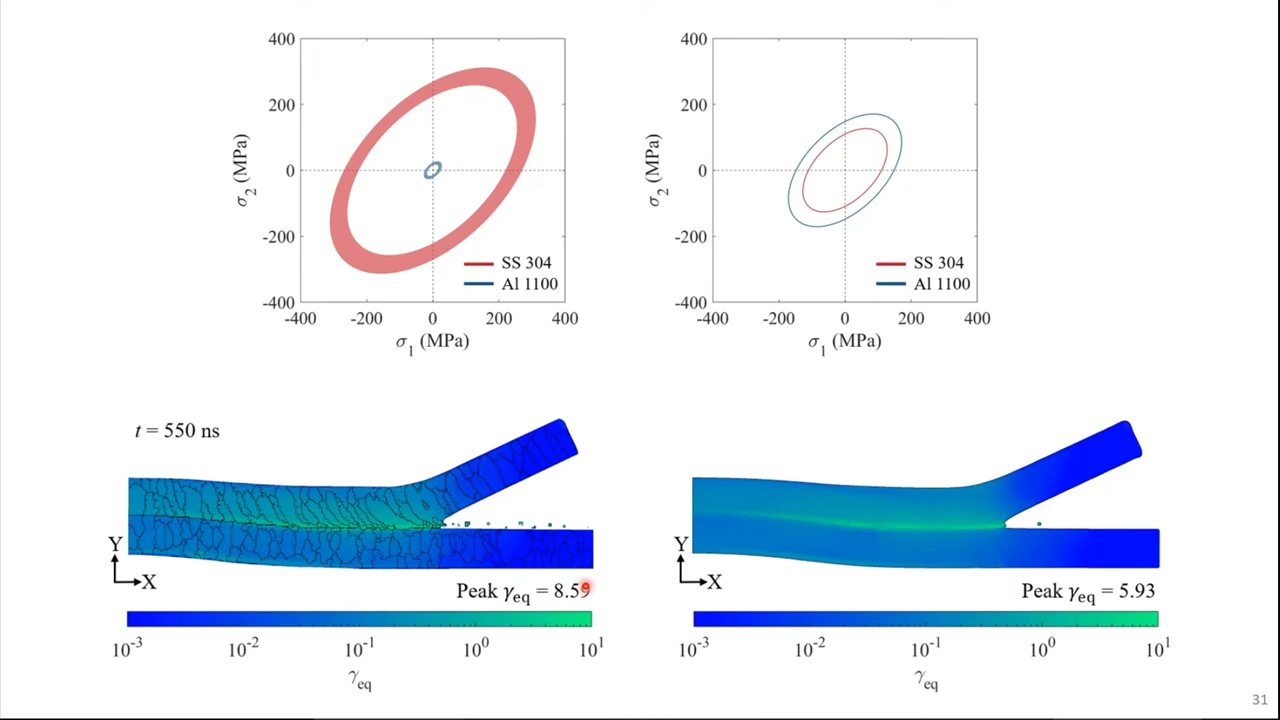 400
200
0
-200
-400
-400
-200
0
200
400
σ2 (MPa)
σ1 (MPa)
SS 304
Al 1100
400
200
0
-200
-400
-400
-200
0
200
400
σ2 (MPa)
σ1 (MPa)
SS 304
Al 1100
t = 550 ns
Y
X
Peak γeq = 8.59
10-3
10-2
10-1
100
101
γeq
Y
X
Peak γeq = 5.93
10-3
10-2
10-1
100
101
γeq
31